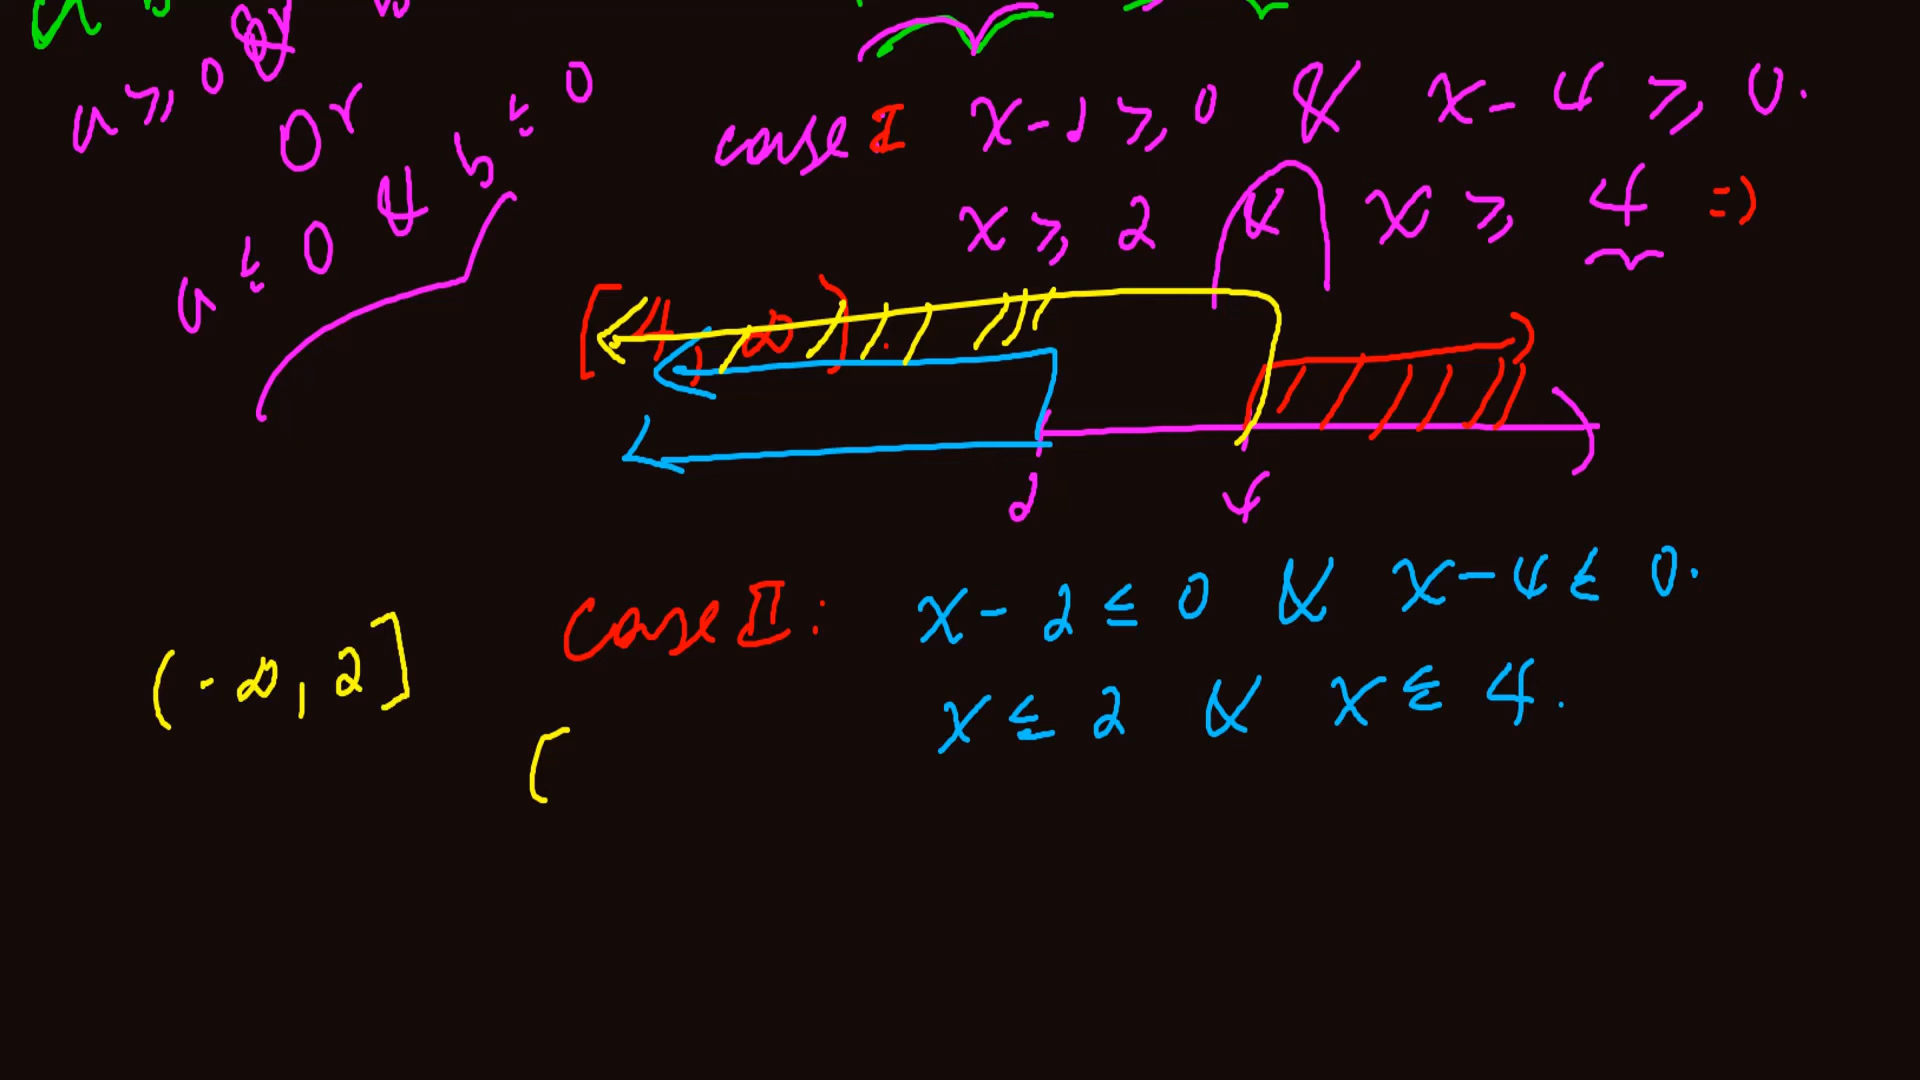 a ≥ 0 &
Or
a ≤ 0 & b ≤ 0
case I x-2 ≥ 0 & x-4 ≥ 0.
x ≥ 2 & x ≥ 4 =)
[4, ∞).
2 4
Case II: x-2 ≤ 0 & x-4 ≤ 0.
x ≤ 2 & x ≤ 4.
(-∞, 2]
(